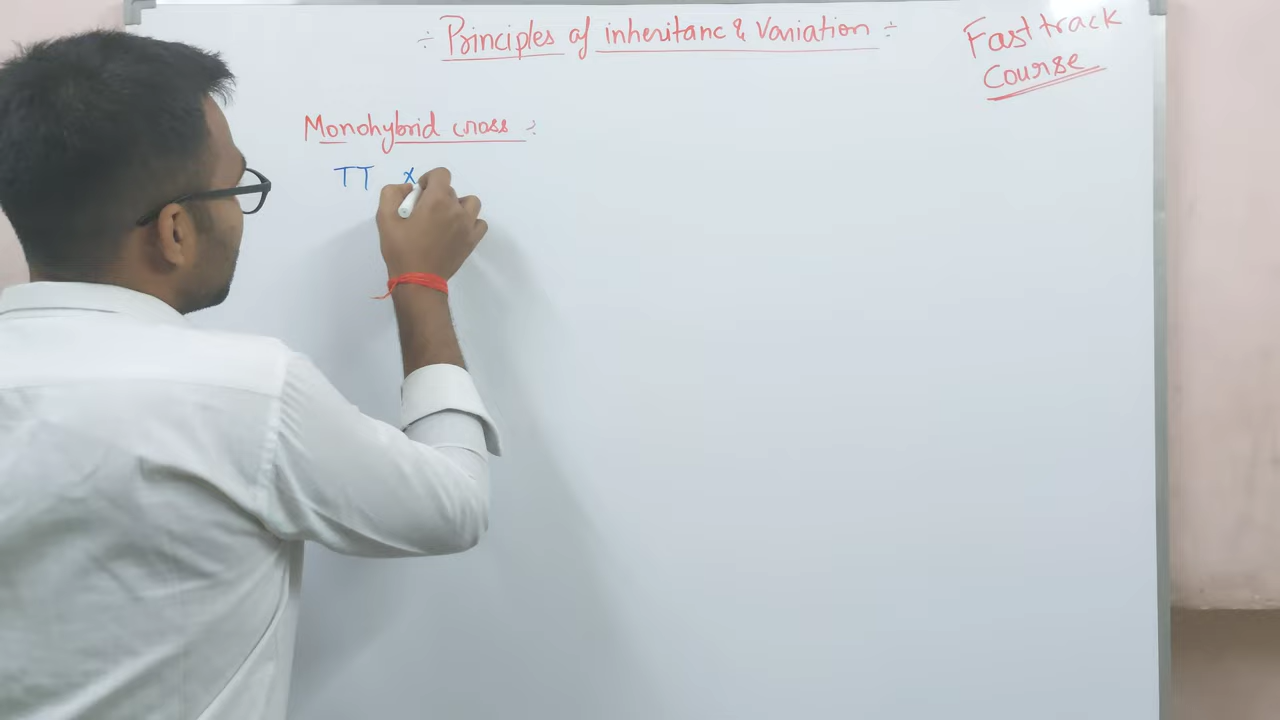 ÷ Principles of inheritanc & Variation ÷
Fast track
Course
Monohybrid cross :
TT x